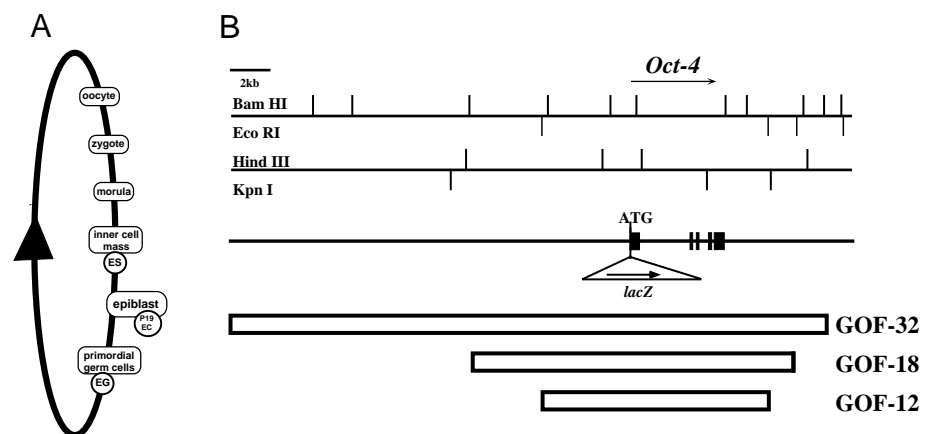 A
oocyte
zygote
morula
inner cell
mass
ES
epiblast
P19
EC
primordial
germ cells
EG
B
2kb
Oct-4
Bam HI
Eco RI
Hind III
Kpn I
ATG
lacZ
GOF-32
GOF-18
GOF-12